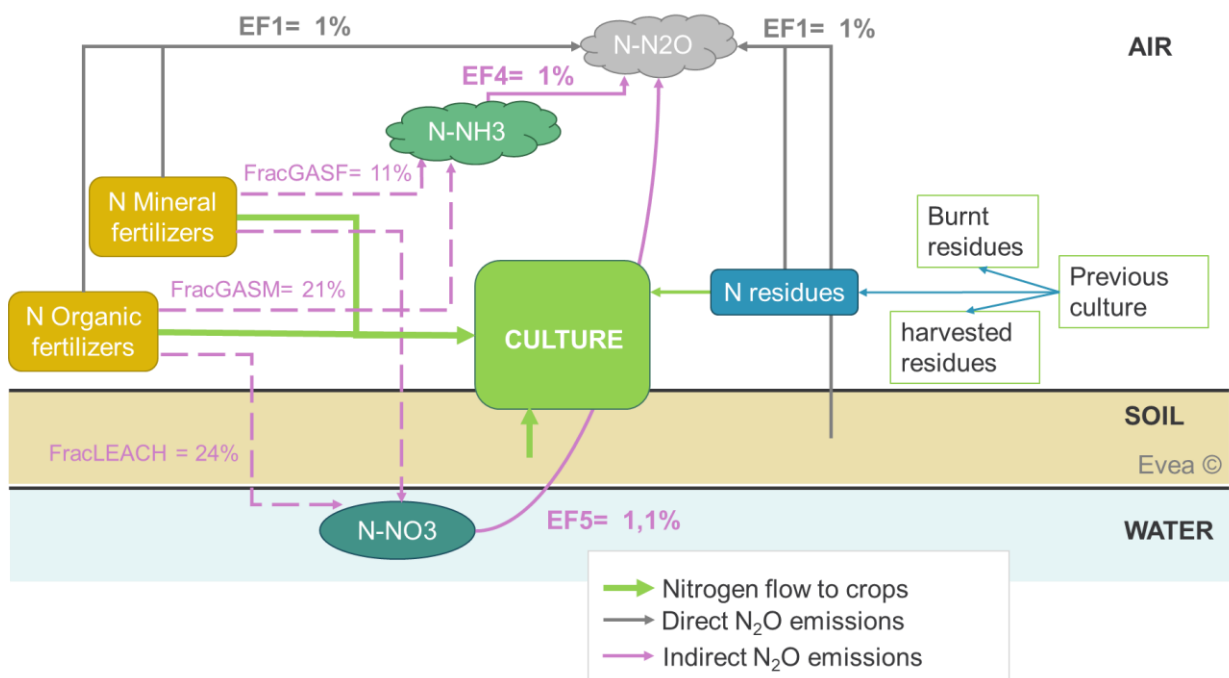 EF1= 1%
N-N2O
EF1= 1%
AIR
EF4= 1%
N-NH3
FracGASF= 11%
N Mineral
fertilizers
Burnt
residues
FracGASM= 21%
N residues
Previous
culture
N Organic
fertilizers
CULTURE
harvested
residues
SOIL
FracLEACH = 24%
Evea ©
N-NO3
EF5= 1,1%
WATER
Nitrogen flow to crops
Direct N₂O emissions
Indirect N₂O emissions